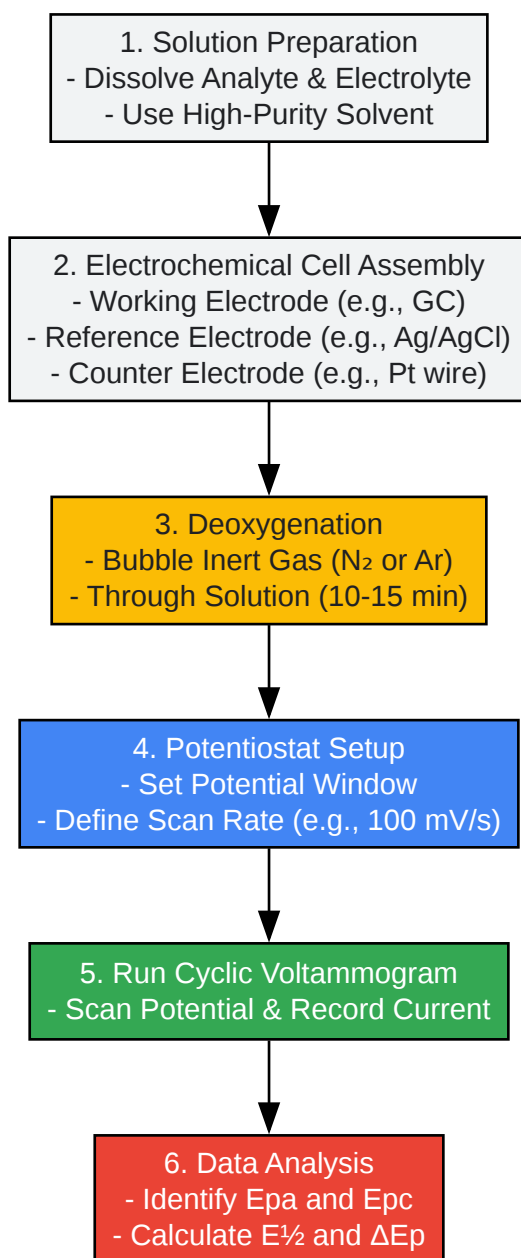 1. Solution Preparation
- Dissolve Analyte & Electrolyte
- Use High-Purity Solvent
2. Electrochemical Cell Assembly
- Working Electrode (e.g., GC)
- Reference Electrode (e.g., Ag/AgCl)
- Counter Electrode (e.g., Pt wire)
3. Deoxygenation
- Bubble Inert Gas (N₂ or Ar)
- Through Solution (10-15 min)
4. Potentiostat Setup
- Set Potential Window
- Define Scan Rate (e.g., 100 mV/s)
5. Run Cyclic Voltammogram
- Scan Potential & Record Current
6. Data Analysis
- Identify Epa and Epc
- Calculate E½ and ΔEp